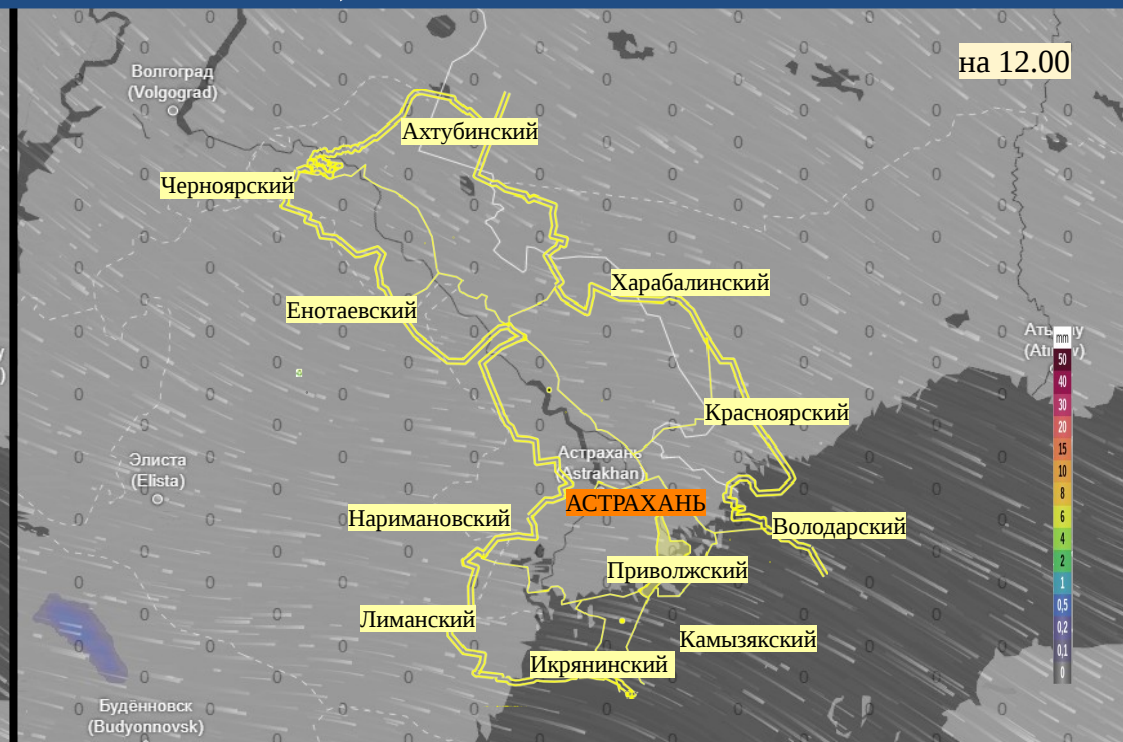 на 12.00
Волгоград
(Volgograd)
Ахтубинский
Черноярский
Харабалинский
Енотаевский
mm
50
40
30
20
15
10
8
6
4
2
1
0,5
0,2
0,1
0
Красноярский
Астрахань
Astrakhan)
Элиста
(Elista)
АСТРАХАНЬ
Наримановский
Володарский
Приволжский
Лиманский
Камызякский
Икрянинский
Будённовск
(Budyonnovsk)